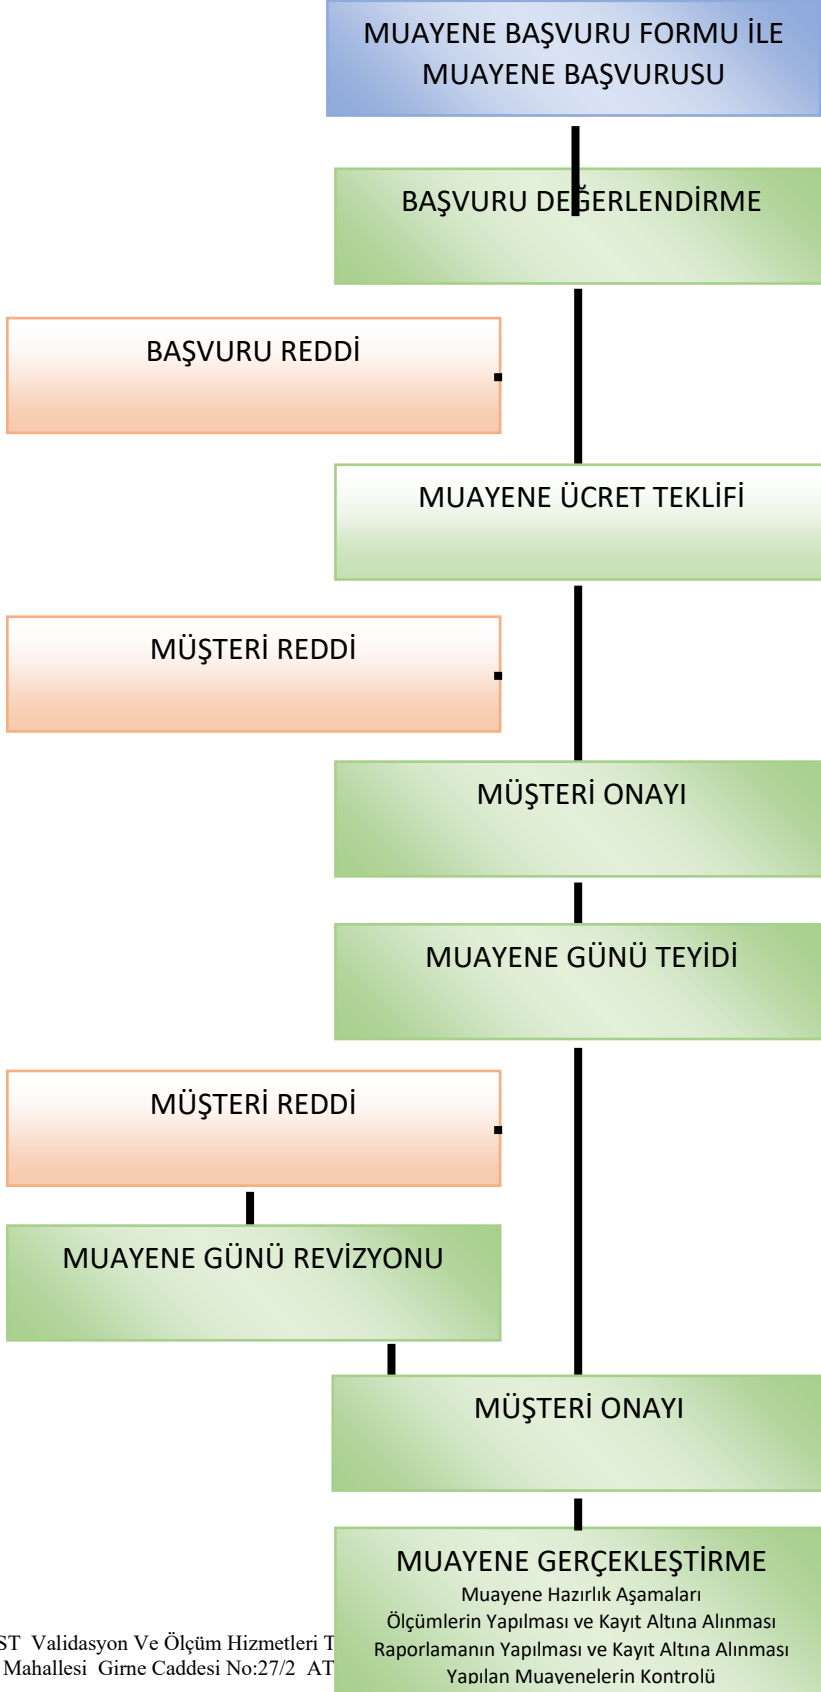 MUAYENE BAŞVURU FORMU İLE
MUAYENE BAŞVURUSU
BAŞVURU DEĞERLENDİRME
BAŞVURU REDDİ
MUAYENE ÜCRET TEKLİFİ
MÜŞTERİ REDDİ
MÜŞTERİ ONAYI
MUAYENE GÜNÜ TEYİDİ
MÜŞTERİ REDDİ
MUAYENE GÜNÜ REVİZYONU
MÜŞTERİ ONAYI
MUAYENE GERÇEKLEŞTİRME
Muayene Hazırlık Aşamaları
Ölçümlerin Yapılması ve Kayıt Altına Alınması
Raporlamanın Yapılması ve Kayıt Altına Alınması
Yapılan Muayenelerin Kontrolü
ST Validasyon Ve Ölçüm Hizmetleri T
Mahallesi Girne Caddesi No:27/2 AT